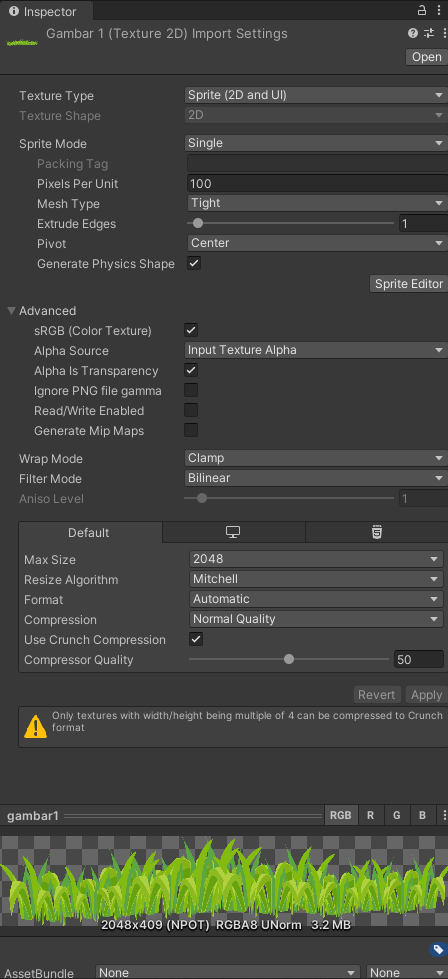 Inspector
Gambar 1 (Texture 2D) Import Settings
Open
Texture Type Sprite (2D and UI)
Texture Shape 2D
Sprite Mode Single
Packing Tag
Pixels Per Unit 100
Mesh Type Tight
Extrude Edges 1
Pivot Center
Generate Physics Shape
Sprite Editor
Advanced
sRGB (Color Texture)
Alpha Source Input Texture Alpha
Alpha Is Transparency
Ignore PNG file gamma
Read/Write Enabled
Generate Mip Maps
Wrap Mode Clamp
Filter Mode Bilinear
Aniso Level 1
Default
Max Size 2048
Resize Algorithm Mitchell
Format Automatic
Compression Normal Quality
Use Crunch Compression
Compressor Quality 50
Revert Apply
Only textures with width/height being multiple of 4 can be compressed to Crunch
format
gambar1 RGB R G B
2048x409 (NPOT) RGBA8 UNorm 3.2 MB
AssetBundle None None